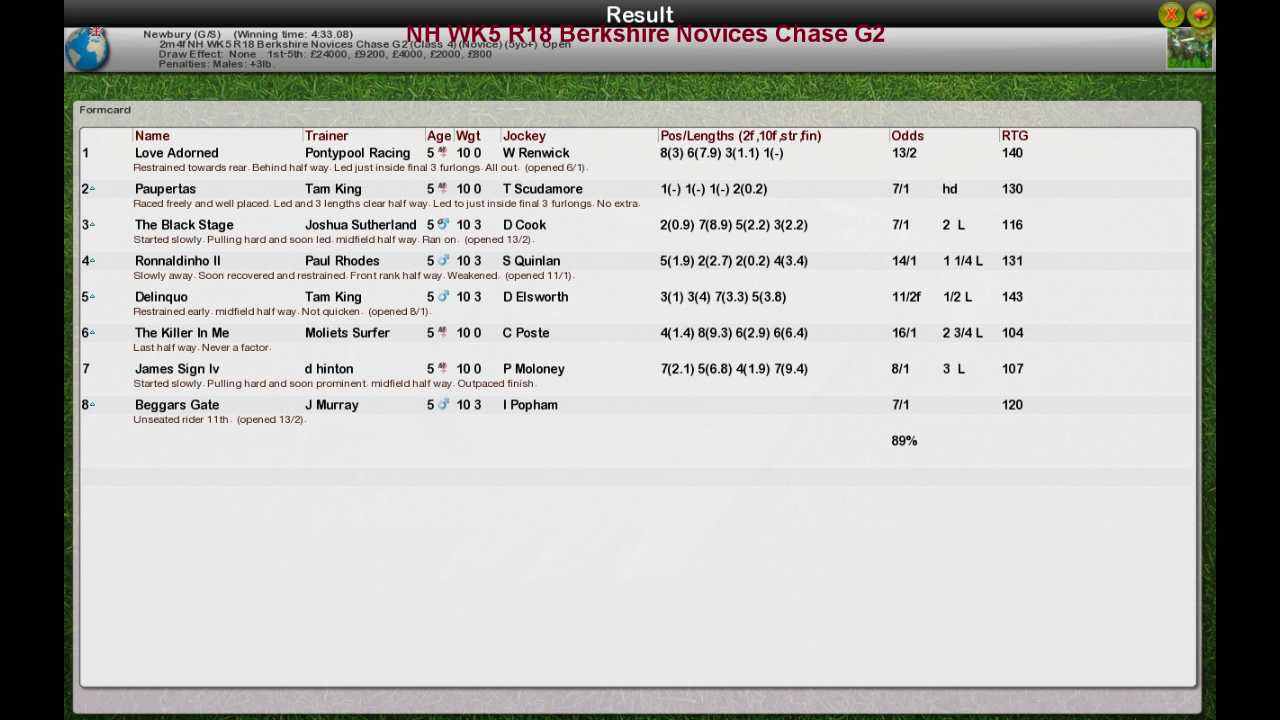 Result
NH WK5 R18 Berkshire Novices Chase G2
Newbury (G/S) (Winning time: 4:33.08)
2m4f NH WK5 R18 Berkshire Novices Chase G2 (Class 4) (Novice) (5yo+) Open
Draw Effect: None 1st-5th: £24000, £9200, £4000, £2000, £800
Penalties: Males: +3lb.
Formcard
Name Trainer Age Wgt Jockey Pos/Lengths (2f,10f,str,fin) Odds RTG
1 Love Adorned Pontypool Racing 5 10 0 W Renwick 8(3) 6(7.9) 3(1.1) 1(-) 13/2 140
Restrained towards rear. Behind half way. Led just inside final 3 furlongs. All out. (opened 6/1).
2 Paupertas Tam King 5 10 0 T Scudamore 1(-) 1(-) 1(-) 2(0.2) 7/1 hd 130
Raced freely and well placed. Led and 3 lengths clear half way. Led to just inside final 3 furlongs. No extra.
3 The Black Stage Joshua Sutherland 5 10 3 D Cook 2(0.9) 7(8.9) 5(2.2) 3(2.2) 7/1 2 L 116
Started slowly. Pulling hard and soon led. midfield half way. Ran on. (opened 13/2).
4 Ronnaldinho II Paul Rhodes 5 10 3 S Quinlan 5(1.9) 2(2.7) 2(0.2) 4(3.4) 14/1 1 1/4 L 131
Slowly away. Soon recovered and restrained. Front rank half way. Weakened. (opened 11/1).
5 Delinquo Tam King 5 10 3 D Elsworth 3(1) 3(4) 7(3.3) 5(3.8) 11/2f 1/2 L 143
Restrained early. midfield half way. Not quicken. (opened 8/1).
6 The Killer In Me Moliets Surfer 5 10 0 C Poste 4(1.4) 8(9.3) 6(2.9) 6(6.4) 16/1 2 3/4 L 104
Last half way. Never a factor.
7 James Sign Iv d hinton 5 10 0 P Moloney 7(2.1) 5(6.8) 4(1.9) 7(9.4) 8/1 3 L 107
Started slowly. Pulling hard and soon prominent. midfield half way. Outpaced finish.
8 Beggars Gate J Murray 5 10 3 I Popham 7/1 120
Unseated rider 11th. (opened 13/2).
89%